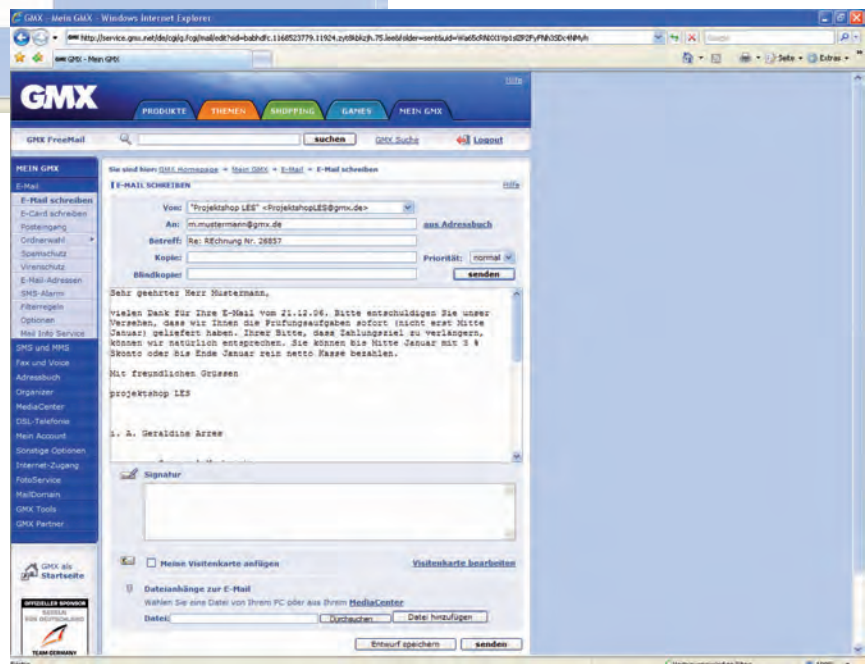 GMX - Mein GMX - Windows Internet Explorer
GMX - Mein GMX
Seite
Extras
GMX
Hilfe
PRODUKTE
THEMEN
SHOPPING
GAMES
MEIN GMX
GMX FreeMail
suchen
GMX Suche
Logout
MEIN GMX
E-Mail
E-Mail schreiben
E-Card schreiben
Posteingang
Ordnerwahl
Spamschutz
Virenschutz
E-Mail-Adressen
SMS-Alarm
Filterregeln
Optionen
Mail Info Service
SMS und MMS
Fax und Voice
Adressbuch
Organizer
MediaCenter
DSL-Telefonie
Mein Account
Sonstige Optionen
Internet-Zugang
FotoService
MailDomain
GMX Tools
GMX Partner
GMX als
Startseite
OFFIZIELLER SPONSOR
TEAM GERMANY
Sie sind hier: GMX Homepage » Mein GMX » E-Mail » E-Mail schreiben
E-MAIL SCHREIBEN
Hilfe
Von: "Projektshop LES" <ProjektshopLES@gmx.de>
An: m.mustermann@gmx.de
aus Adressbuch
Betreff: Re: REchnung Nr. 28857
Kopie:
Priorität: normal
Blindkopie:
senden
Sehr geehrter Herr Mustermann,
vielen Dank für Ihre E-Mail vom 21.12.06. Bitte entschuldigen Sie unser
Versehen, dass wir Ihnen die Prüfungsaufgaben sofort (nicht erst Mitte
Januar) geliefert haben. Ihrer Bitte, dass Zahlungsziel zu verlängern,
können wir natürlich entsprechen. Sie können bis Mitte Januar mit 3 %
Skonto oder bis Ende Januar rein netto Kasse bezahlen.
Mit freundlichen Grüssen
projektshop LES
i. A. Geraldine Arres
Signatur
Meine Visitenkarte anfügen
Visitenkarte bearbeiten
Dateianhänge zur E-Mail
Wählen Sie eine Datei von Ihrem PC oder aus Ihrem MediaCenter
Datei:
Durchsuchen
Datei hinzufügen
Entwurf speichern
senden